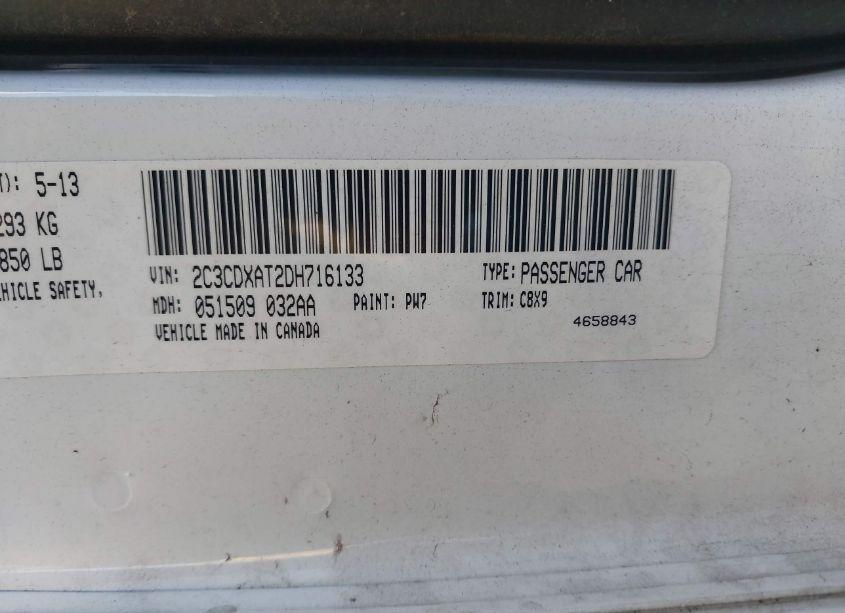 T): 5-13
293 KG
850 LB
EHICLE SAFETY,
VIN: 2C3CDXAT2DH716133
TYPE: PASSENGER CAR
MDH: 051509 032AA
PAINT: PW7
TRIM: C8X9
VEHICLE MADE IN CANADA
4658843